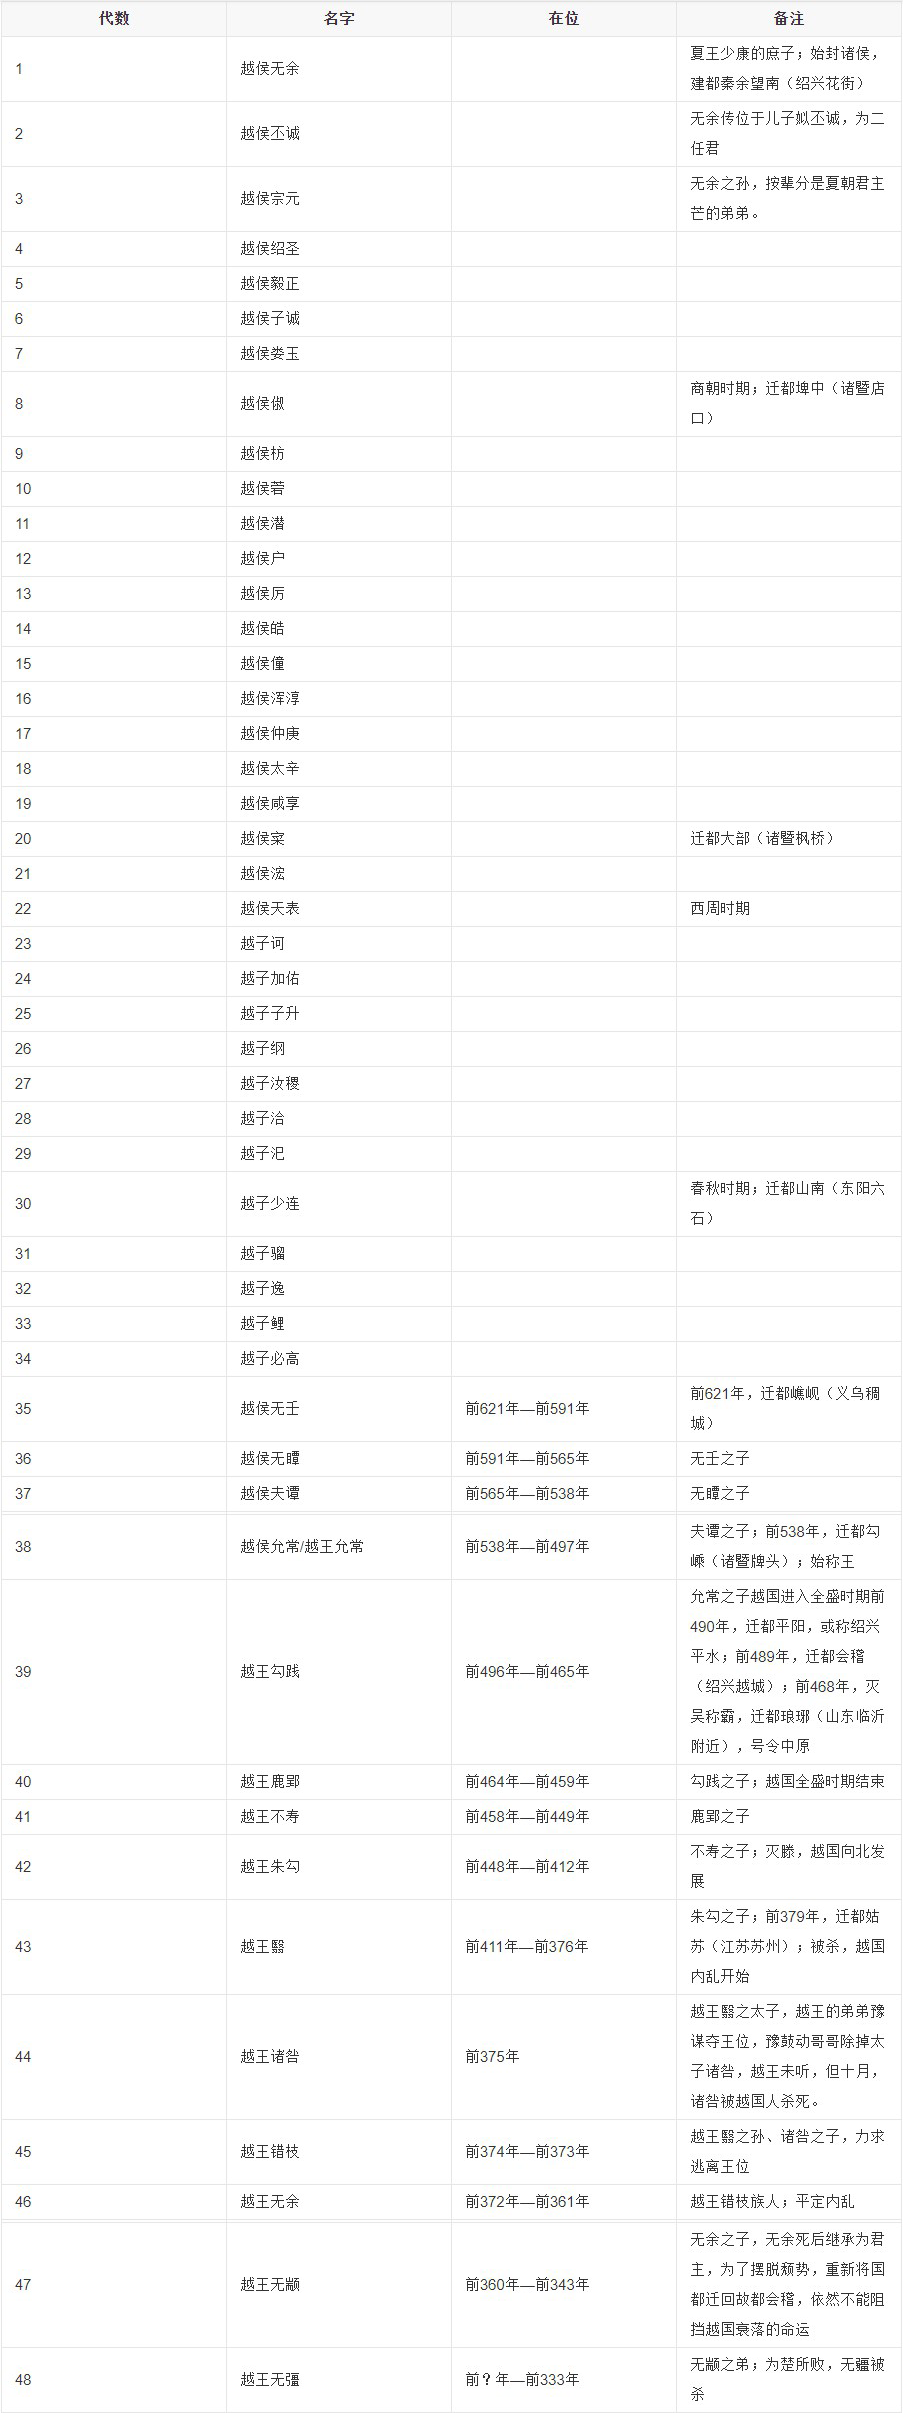 代数 名字 在位 备注
1 越侯无余 夏王少康的庶子；始封诸侯，
建都秦余望南（绍兴花街）
2 越侯丕诚 无余传位于儿子姒丕诚，为二
任君
3 越侯宗元 无余之孙，按辈分是夏朝君主
芒的弟弟。
4 越侯绍圣
5 越侯毅正
6 越侯子诚
7 越侯娄玉
8 越侯俶 商朝时期；迁都埤中（诸暨店
口）
9 越侯枋
10 越侯菪
11 越侯潜
12 越侯户
13 越侯厉
14 越侯皓
15 越侯僮
16 越侯浑淳
17 越侯仲庚
18 越侯太辛
19 越侯咸享
20 越侯寀 迁都大部（诸暨枫桥）
21 越侯浤
22 越侯天表 西周时期
23 越子诃
24 越子加佑
25 越子子升
26 越子纲
27 越子汝稷
28 越子洽
29 越子汜
30 越子少连 春秋时期；迁都山南（东阳六
石）
31 越子骝
32 越子逸
33 越子鲤
34 越子必高
35 越侯无壬 前621年—前591年 前621年，迁都嶕岘（义乌稠
城）
36 越侯无瞫 前591年—前565年 无壬之子
37 越侯夫谭 前565年—前538年 无瞫之子
38 越侯允常/越王允常 前538年—前497年 夫谭之子；前538年，迁都勾
嵊（诸暨牌头）；始称王
39 越王勾践 前496年—前465年 允常之子越国进入全盛时期前
490年，迁都平阳，或称绍兴
平水；前489年，迁都会稽
（绍兴越城）；前468年，灭
吴称霸，迁都琅琊（山东临沂
附近），号令中原
40 越王鹿郢 前464年—前459年 勾践之子；越国全盛时期结束
41 越王不寿 前458年—前449年 鹿郢之子
42 越王朱勾 前448年—前412年 不寿之子；灭滕，越国向北发
展
43 越王翳 前411年—前376年 朱勾之子；前379年，迁都姑
苏（江苏苏州）；被杀，越国
内乱开始
44 越王诸咎 前375年 越王翳之太子，越王的弟弟豫
谋夺王位，豫鼓动哥哥除掉太
子诸咎，越王未听，但十月，
诸咎被越国人杀死。
45 越王错枝 前374年—前373年 越王翳之孙、诸咎之子，力求
逃离王位
46 越王无余 前372年—前361年 越王错枝族人；平定内乱
47 越王无颛 前360年—前343年 无余之子，无余死后继承为君
主，为了摆脱颓势，重新将国
都迁回故都会稽，依然不能阻
挡越国衰落的命运
48 越王无彊 前？年—前333年 无颛之弟；为楚所败，无疆被
杀